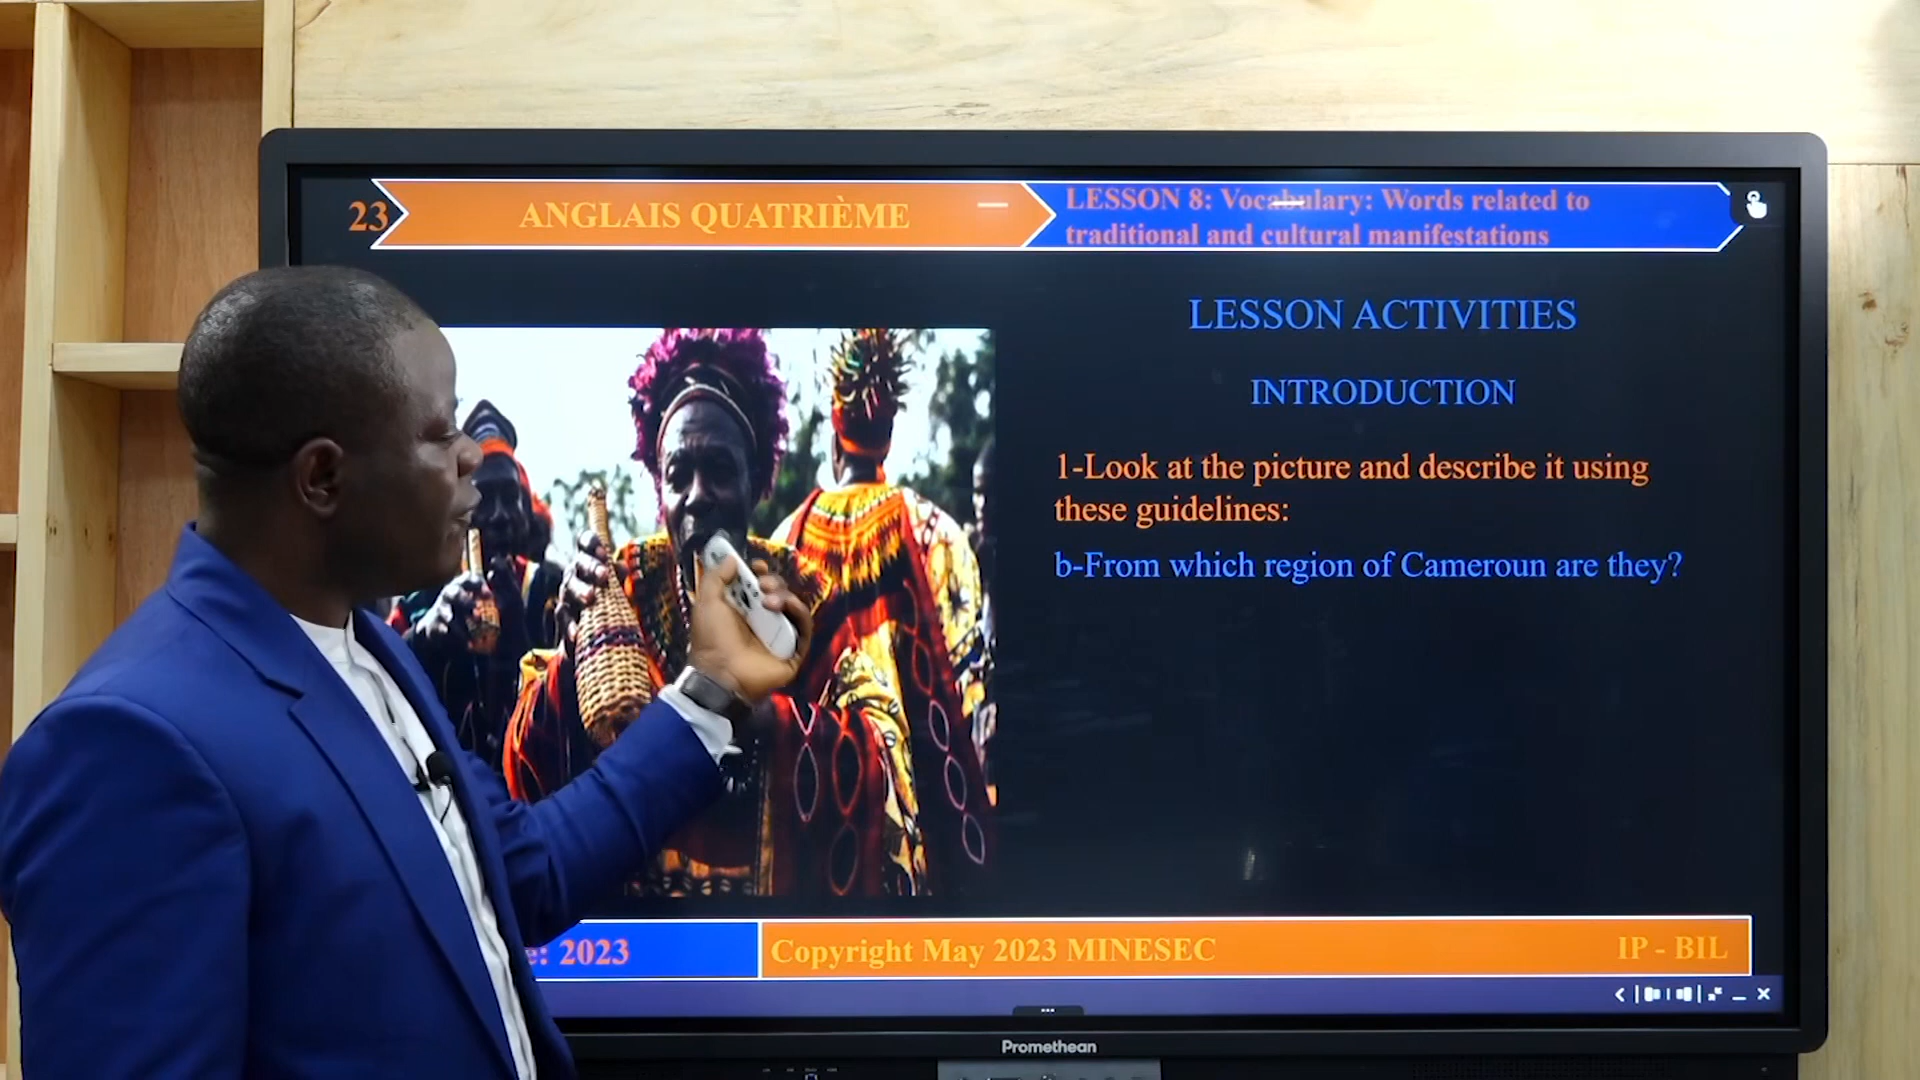 23
ANGLAIS QUATRIÈME
LESSON 8: Vocabulary: Words related to
traditional and cultural manifestations
LESSON ACTIVITIES
INTRODUCTION
1-Look at the picture and describe it using
these guidelines:
b-From which region of Cameroun are they?
2023
Copyright May 2023 MINESEC
IP - BIL
Promethean